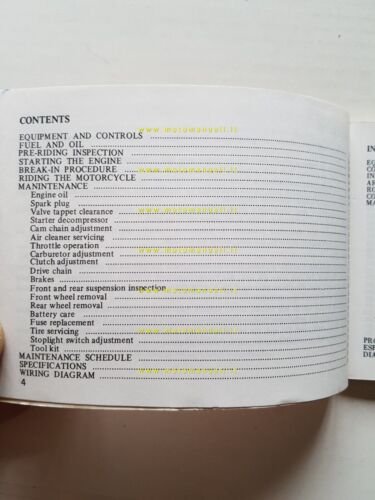 CONTENTS
EQUIPMENT AND CONTROLS
FUEL AND OIL
PRE-RIDING INSPECTION
STARTING THE ENGINE
BREAK-IN PROCEDURE
RIDING THE MOTORCYCLE
MANINTENANCE
Engine oil
Spark plug
Valve tappet clearance
Starter decompressor
Cam chain adjustment
Air cleaner servicing
Throttle operation
Carburetor adjustment
Clutch adjustment
Drive chain
Brakes
Front and rear suspension inspection
Front wheel removal
Rear wheel removal
Battery care
Fuse replacement
Tire servicing
Stoplight switch adjustment
Tool kit
MAINTENANCE SCHEDULE
SPECIFICATIONS
WIRING DIAGRAM
4
www.motomanuali.it
www.motomanuali.it
www.motomanuali.it
www.motomanuali.it
www.motomanuali.it
www.motomanuali.it
www.motomanuali.it